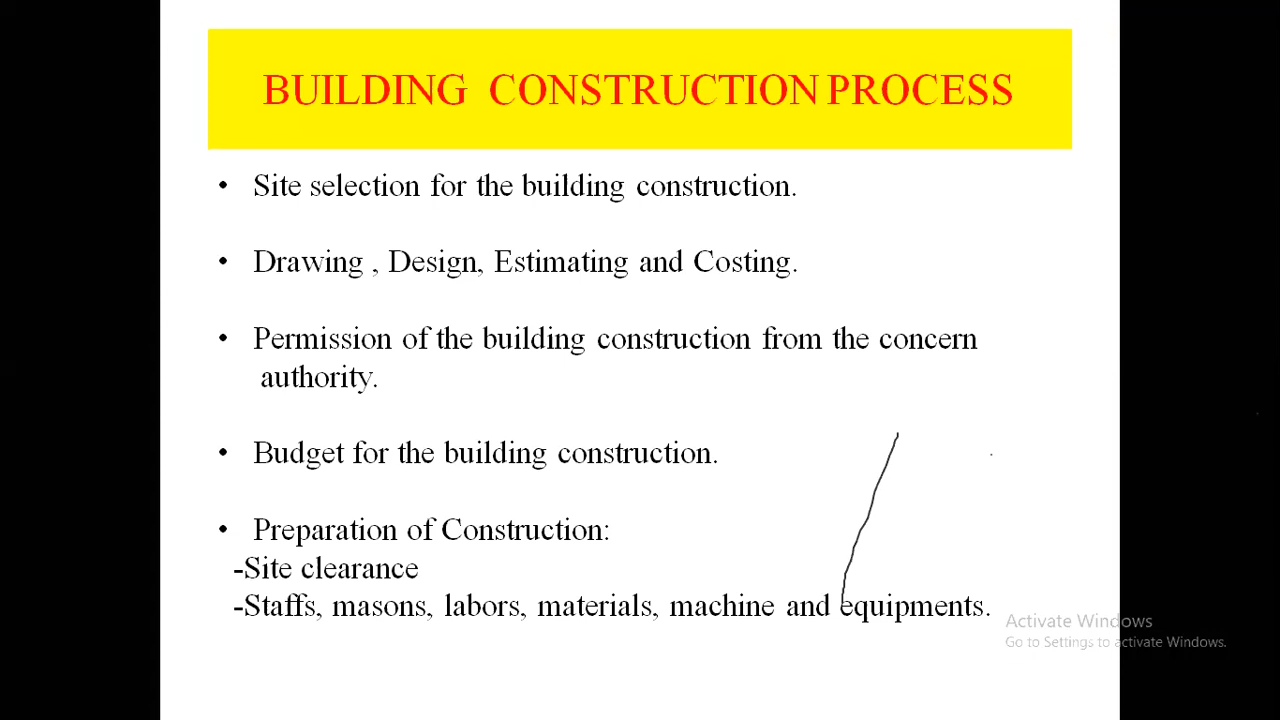 BUILDING CONSTRUCTION PROCESS
• Site selection for the building construction.
• Drawing , Design, Estimating and Costing.
• Permission of the building construction from the concern
authority.
• Budget for the building construction.
• Preparation of Construction:
-Site clearance
-Staffs, masons, labors, materials, machine and equipments.
Activate Windows
Go to Settings to activate Windows.